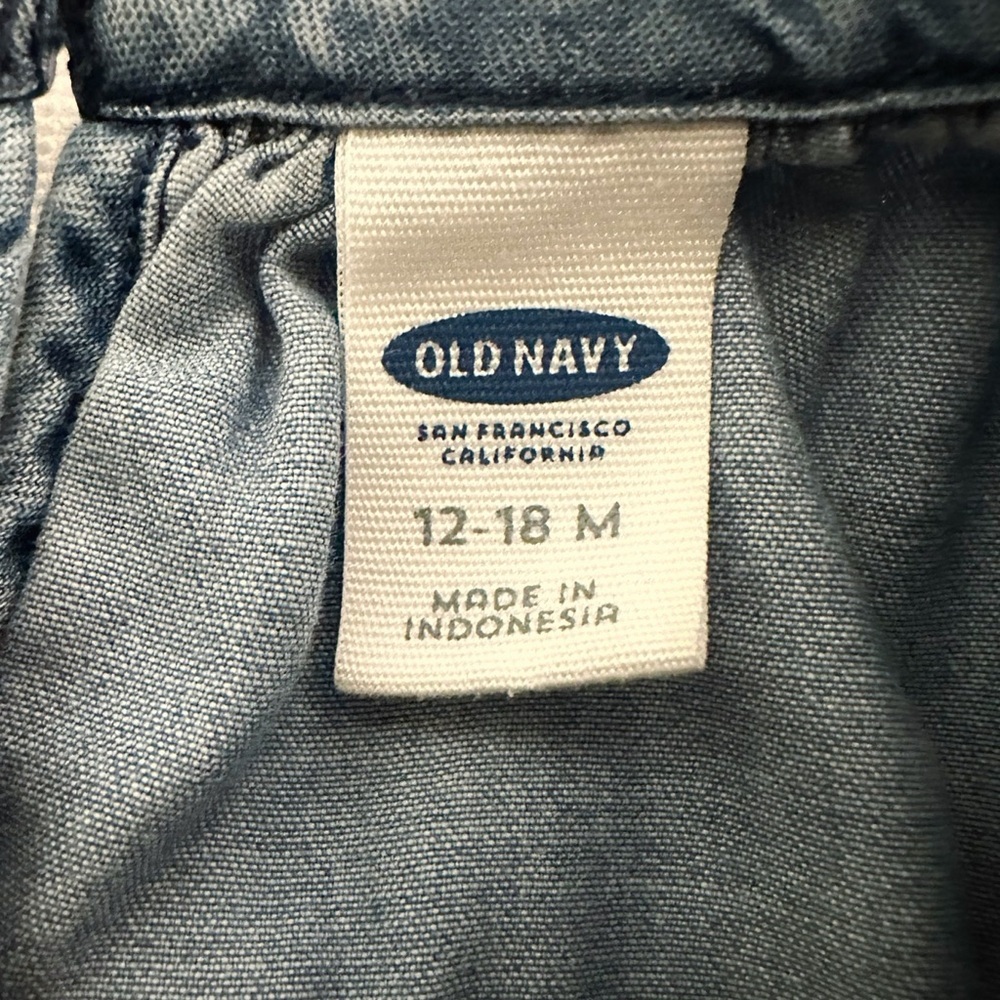 OLD NAVY
SAN FRANCISCO
CALIFORNIA
12-18 M
MADE IN
INDONESIA